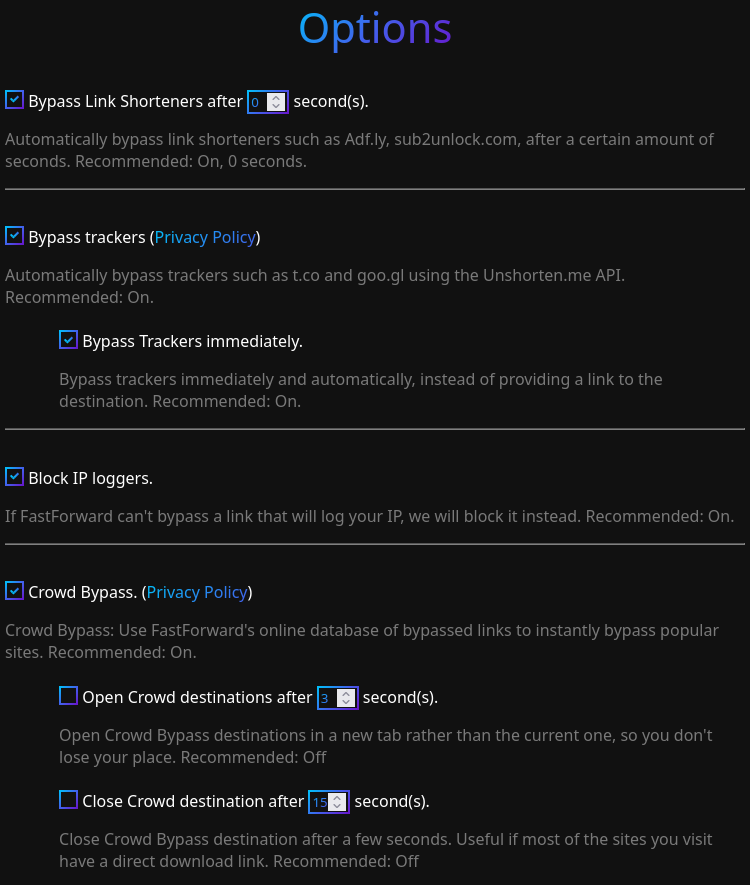 Options
Bypass Link Shorteners after 0 second(s).
Automatically bypass link shorteners such as Adf.ly, sub2unlock.com, after a certain amount of
seconds. Recommended: On, 0 seconds.
Bypass trackers (Privacy Policy)
Automatically bypass trackers such as t.co and goo.gl using the Unshorten.me API.
Recommended: On.
Bypass Trackers immediately.
Bypass trackers immediately and automatically, instead of providing a link to the
destination. Recommended: On.
Block IP loggers.
If FastForward can't bypass a link that will log your IP, we will block it instead. Recommended: On.
Crowd Bypass. (Privacy Policy)
Crowd Bypass: Use FastForward's online database of bypassed links to instantly bypass popular
sites. Recommended: On.
Open Crowd destinations after 3 second(s).
Open Crowd Bypass destinations in a new tab rather than the current one, so you don't
lose your place. Recommended: Off
Close Crowd destination after 15 second(s).
Close Crowd Bypass destination after a few seconds. Useful if most of the sites you visit
have a direct download link. Recommended: Off